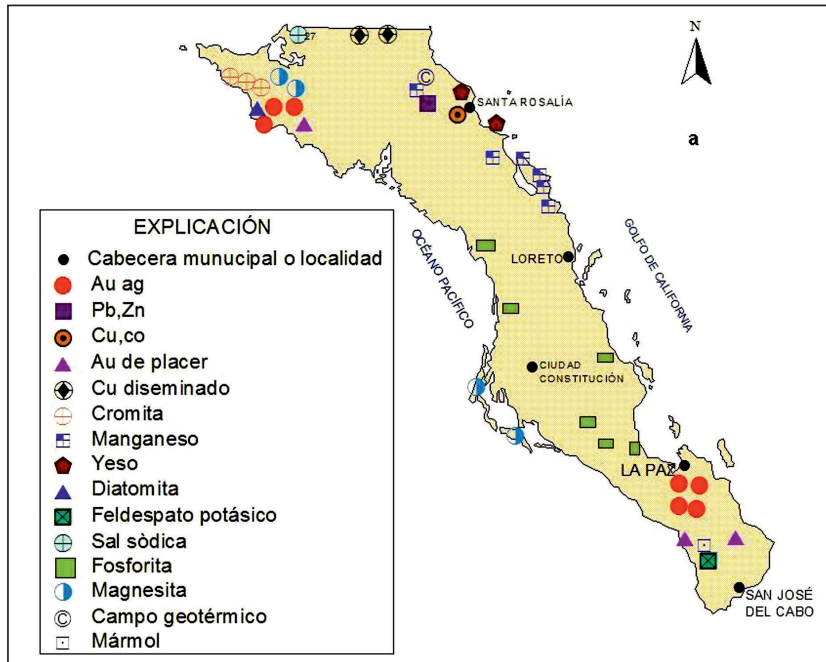 27
N
SANTA ROSALÍA
a
EXPLICACIÓN
Cabecera munucipal o localidad
Au ag
Pb,Zn
Cu,co
Au de placer
Cu diseminado
Cromita
Manganeso
Yeso
Diatomita
Feldespato potásico
Sal sòdica
Fosforita
Magnesita
Campo geotérmico
Mármol
OCÉANO PACÍFICO
GOLFO DE CALIFORNIA
LORETO
CIUDAD
CONSTITUCIÓN
LA PAZ
SAN JOSÉ
DEL CABO